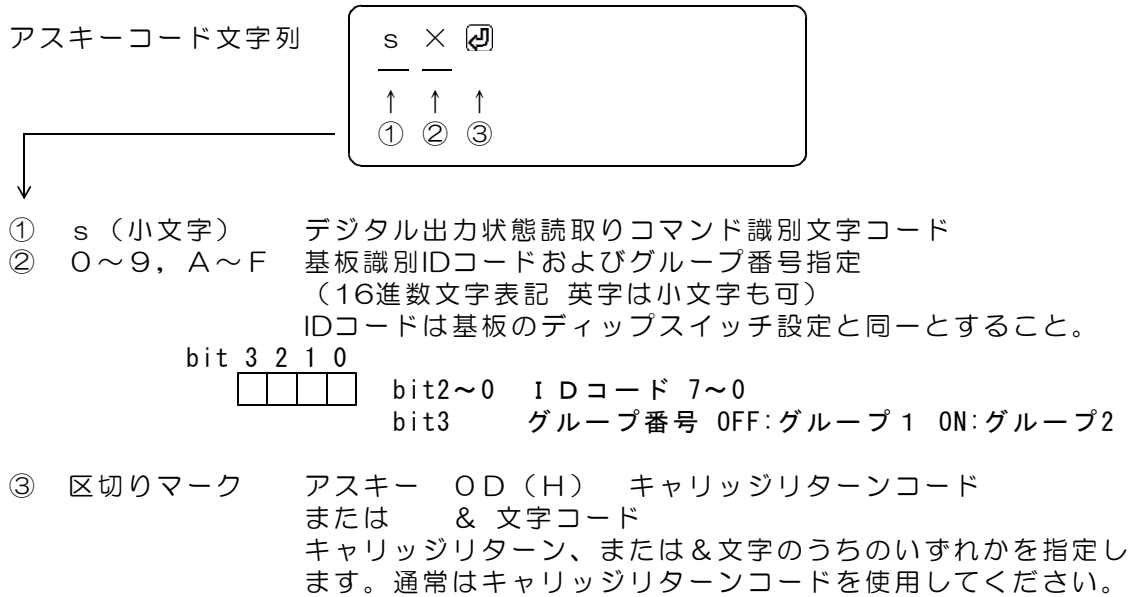 アスキーコード文字列
ｓ × ⏎
↑ ↑ ↑
① ② ③
① ｓ（小文字） デジタル出力状態読取りコマンド識別文字コード
② ０～９，Ａ～Ｆ 基板識別IDコードおよびグループ番号指定
（16進数文字表記 英字は小文字も可）
IDコードは基板のディップスイッチ設定と同一とすること。
bit 3 2 1 0
bit2～0 ＩＤコード 7～0
bit3 グループ番号 OFF:グループ１ ON:グループ2
③ 区切りマーク アスキー ０Ｄ（Ｈ） キャリッジリターンコード
または ＆ 文字コード
キャリッジリターン、または＆文字のうちのいずれかを指定し
ます。通常はキャリッジリターンコードを使用してください。